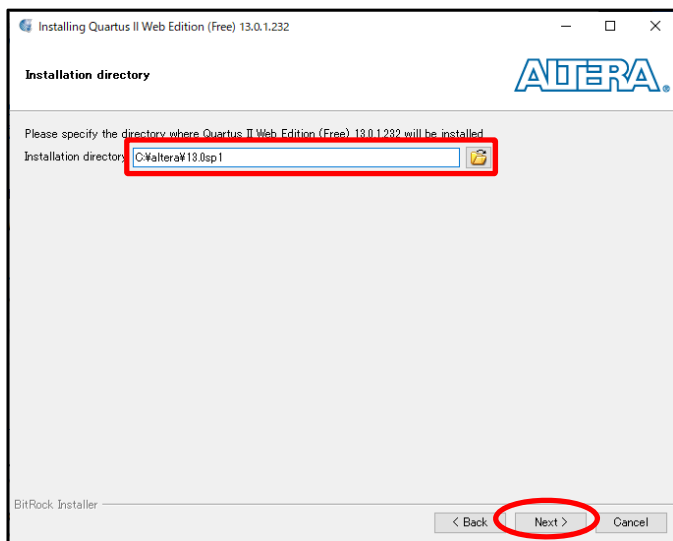 Installing Quartus II Web Edition (Free) 13.0.1.232
Installation directory
ALTERA®
Please specify the directory where Quartus II Web Edition (Free) 13.0.1.232 will be installed
Installation directory C:¥altera¥13.0sp1
BitRock Installer
< Back Next > Cancel